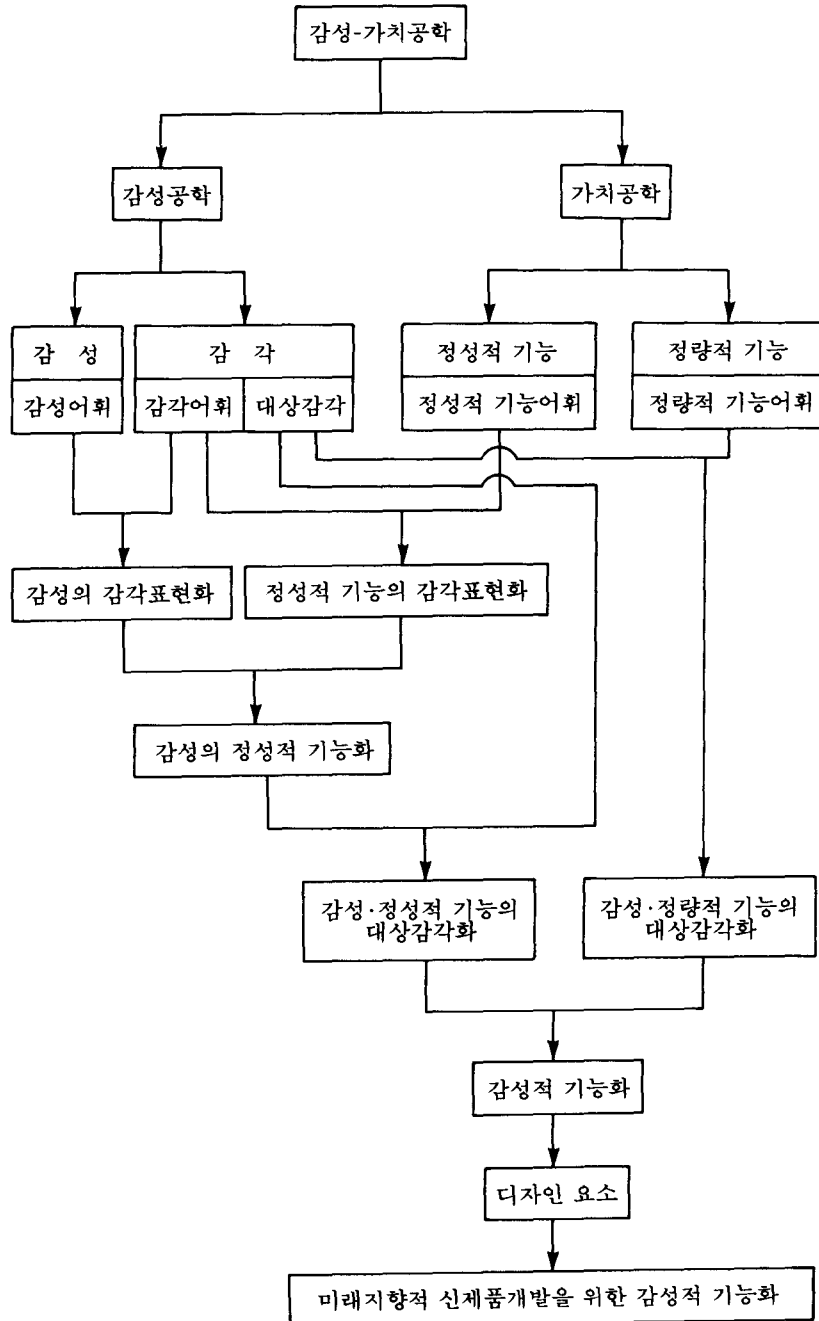 감성-가치공학
감성공학
가치공학
감 성
감 각
정성적 기능
정량적 기능
감성어휘
감각어휘
대상감각
정성적 기능어휘
정량적 기능어휘
감성의 감각표현화
정성적 기능의 감각표현화
감성의 정성적 기능화
감성·정성적 기능의
대상감각화
감성·정량적 기능의
대상감각화
감성적 기능화
디자인 요소
미래지향적 신제품개발을 위한 감성적 기능화